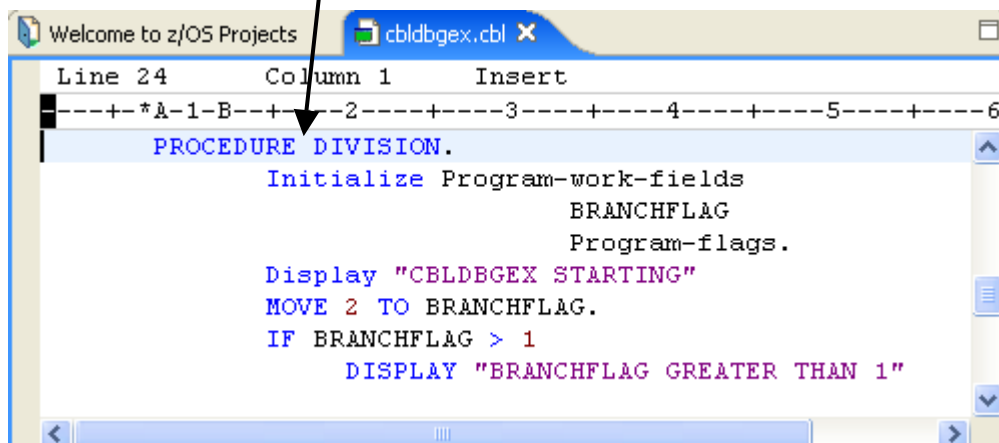 Welcome to z/OS Projects cbldbgex.cbl
Line 24 Column 1 Insert
----+-*A-1-B--+----2----+----3----+----4----+----5----+----6
PROCEDURE DIVISION.
Initialize Program-work-fields
BRANCHFLAG
Program-flags.
Display "CBLDBGEX STARTING"
MOVE 2 TO BRANCHFLAG.
IF BRANCHFLAG > 1
DISPLAY "BRANCHFLAG GREATER THAN 1"